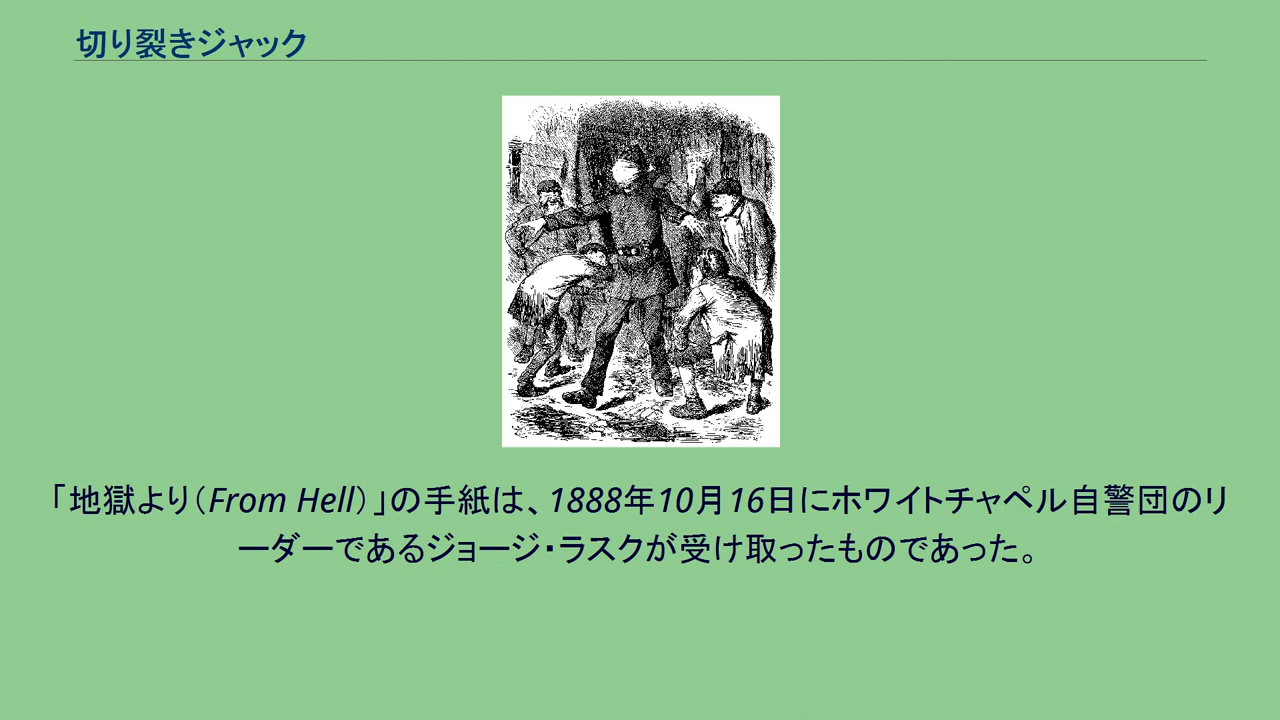 切り裂きジャック
「地獄より（From Hell）」の手紙は、1888年10月16日にホワイトチャペル自警団のリ
ーダーであるジョージ・ラスクが受け取ったものであった。